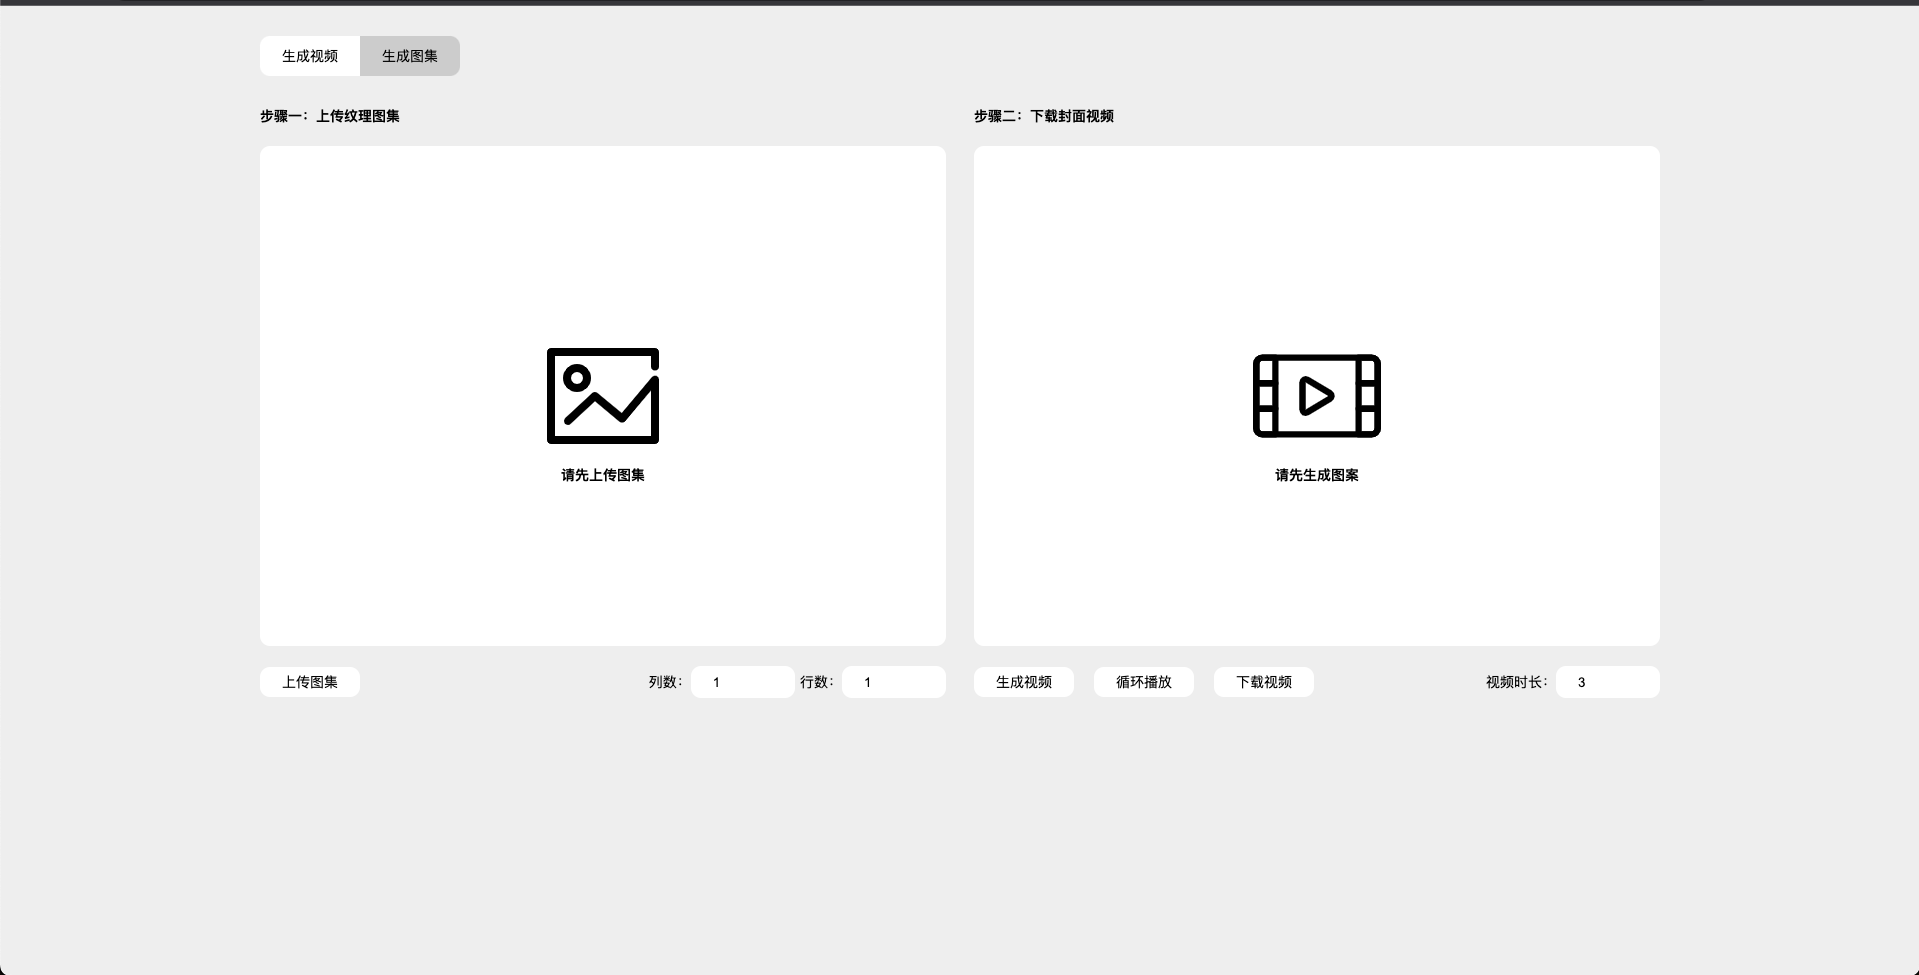 生成视频 生成图集
步骤一：上传纹理图集
请先上传图集
上传图集 列数： 1 行数： 1
步骤二：下载封面视频
请先生成图案
生成视频 循环播放 下载视频 视频时长： 3